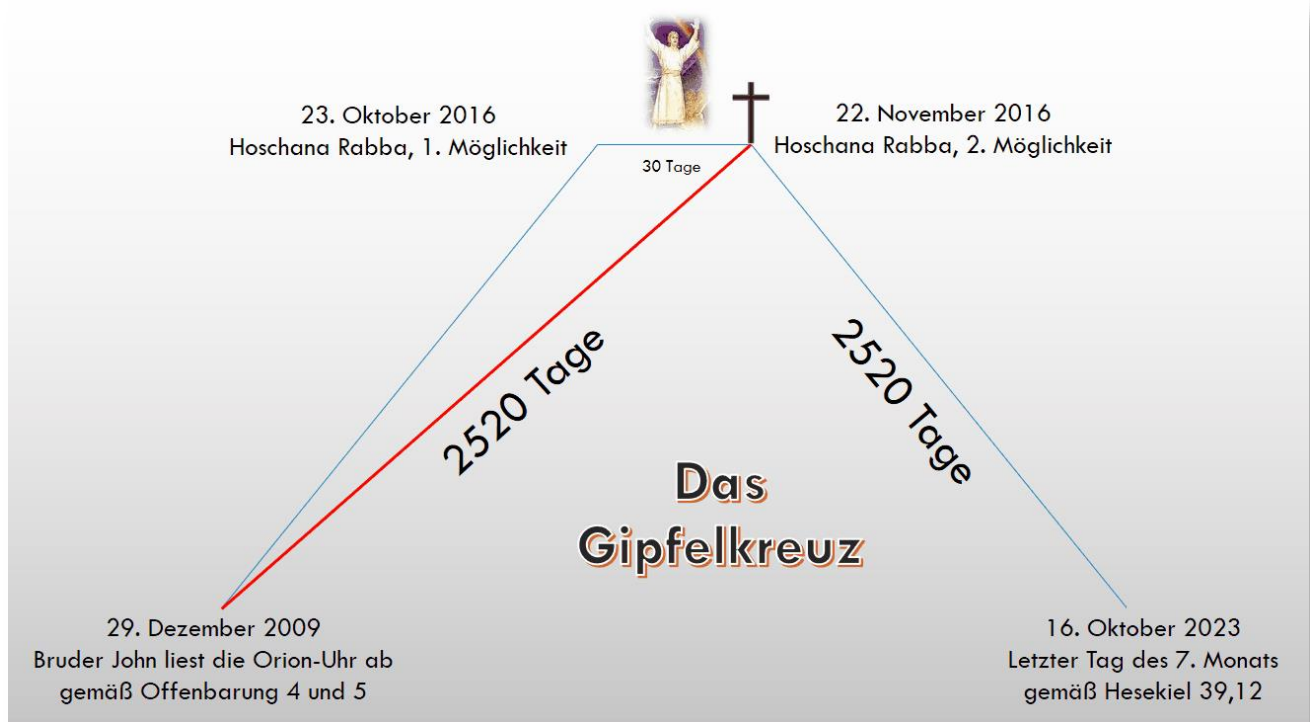 23. Oktober 2016
Hoschana Rabba, 1. Möglichkeit
22. November 2016
Hoschana Rabba, 2. Möglichkeit
30 Tage
2520 Tage
2520 Tage
Das
Gipfelkreuz
29. Dezember 2009
Bruder John liest die Orion-Uhr ab
gemäß Offenbarung 4 und 5
16. Oktober 2023
Letzter Tag des 7. Monats
gemäß Hesekiel 39,12